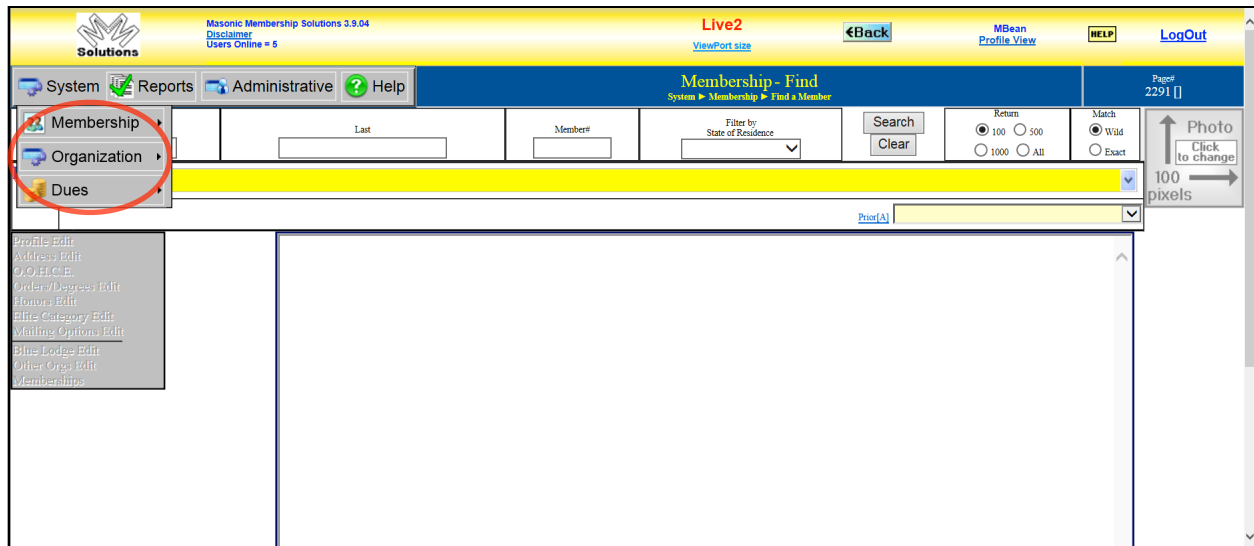 Solutions
Masonic Membership Solutions 3.9.04
Disclaimer
Users Online = 5
Live2
ViewPort size
Back
MBean
Profile View
HELP
LogOut
System
Reports
Administrative
Help
Membership - Find
System ► Membership ► Find a Member
Page#
2291 []
Membership
Organization
Dues
Last
Member#
Filter by
State of Residence
Search
Clear
Return
100 500
1000 All
Match
Wild
Exact
Photo
Click
to change
100
pixels
Prior[A]
Profile Edit
Address Edit
O.O.H.C.E.
Orders/Degrees Edit
Honors Edit
Elite Category Edit
Mailing Options Edit
Blue Lodge Edit
Other Orgs Edit
Memberships